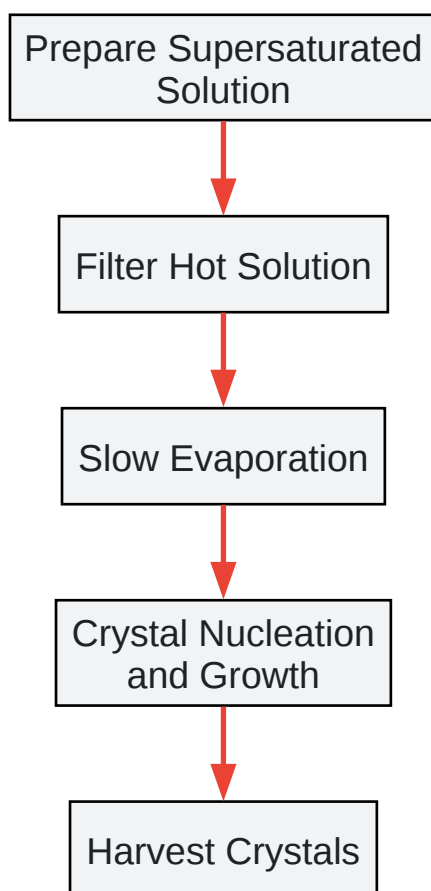 Prepare Supersaturated
Solution
Filter Hot Solution
Slow Evaporation
Crystal Nucleation
and Growth
Harvest Crystals